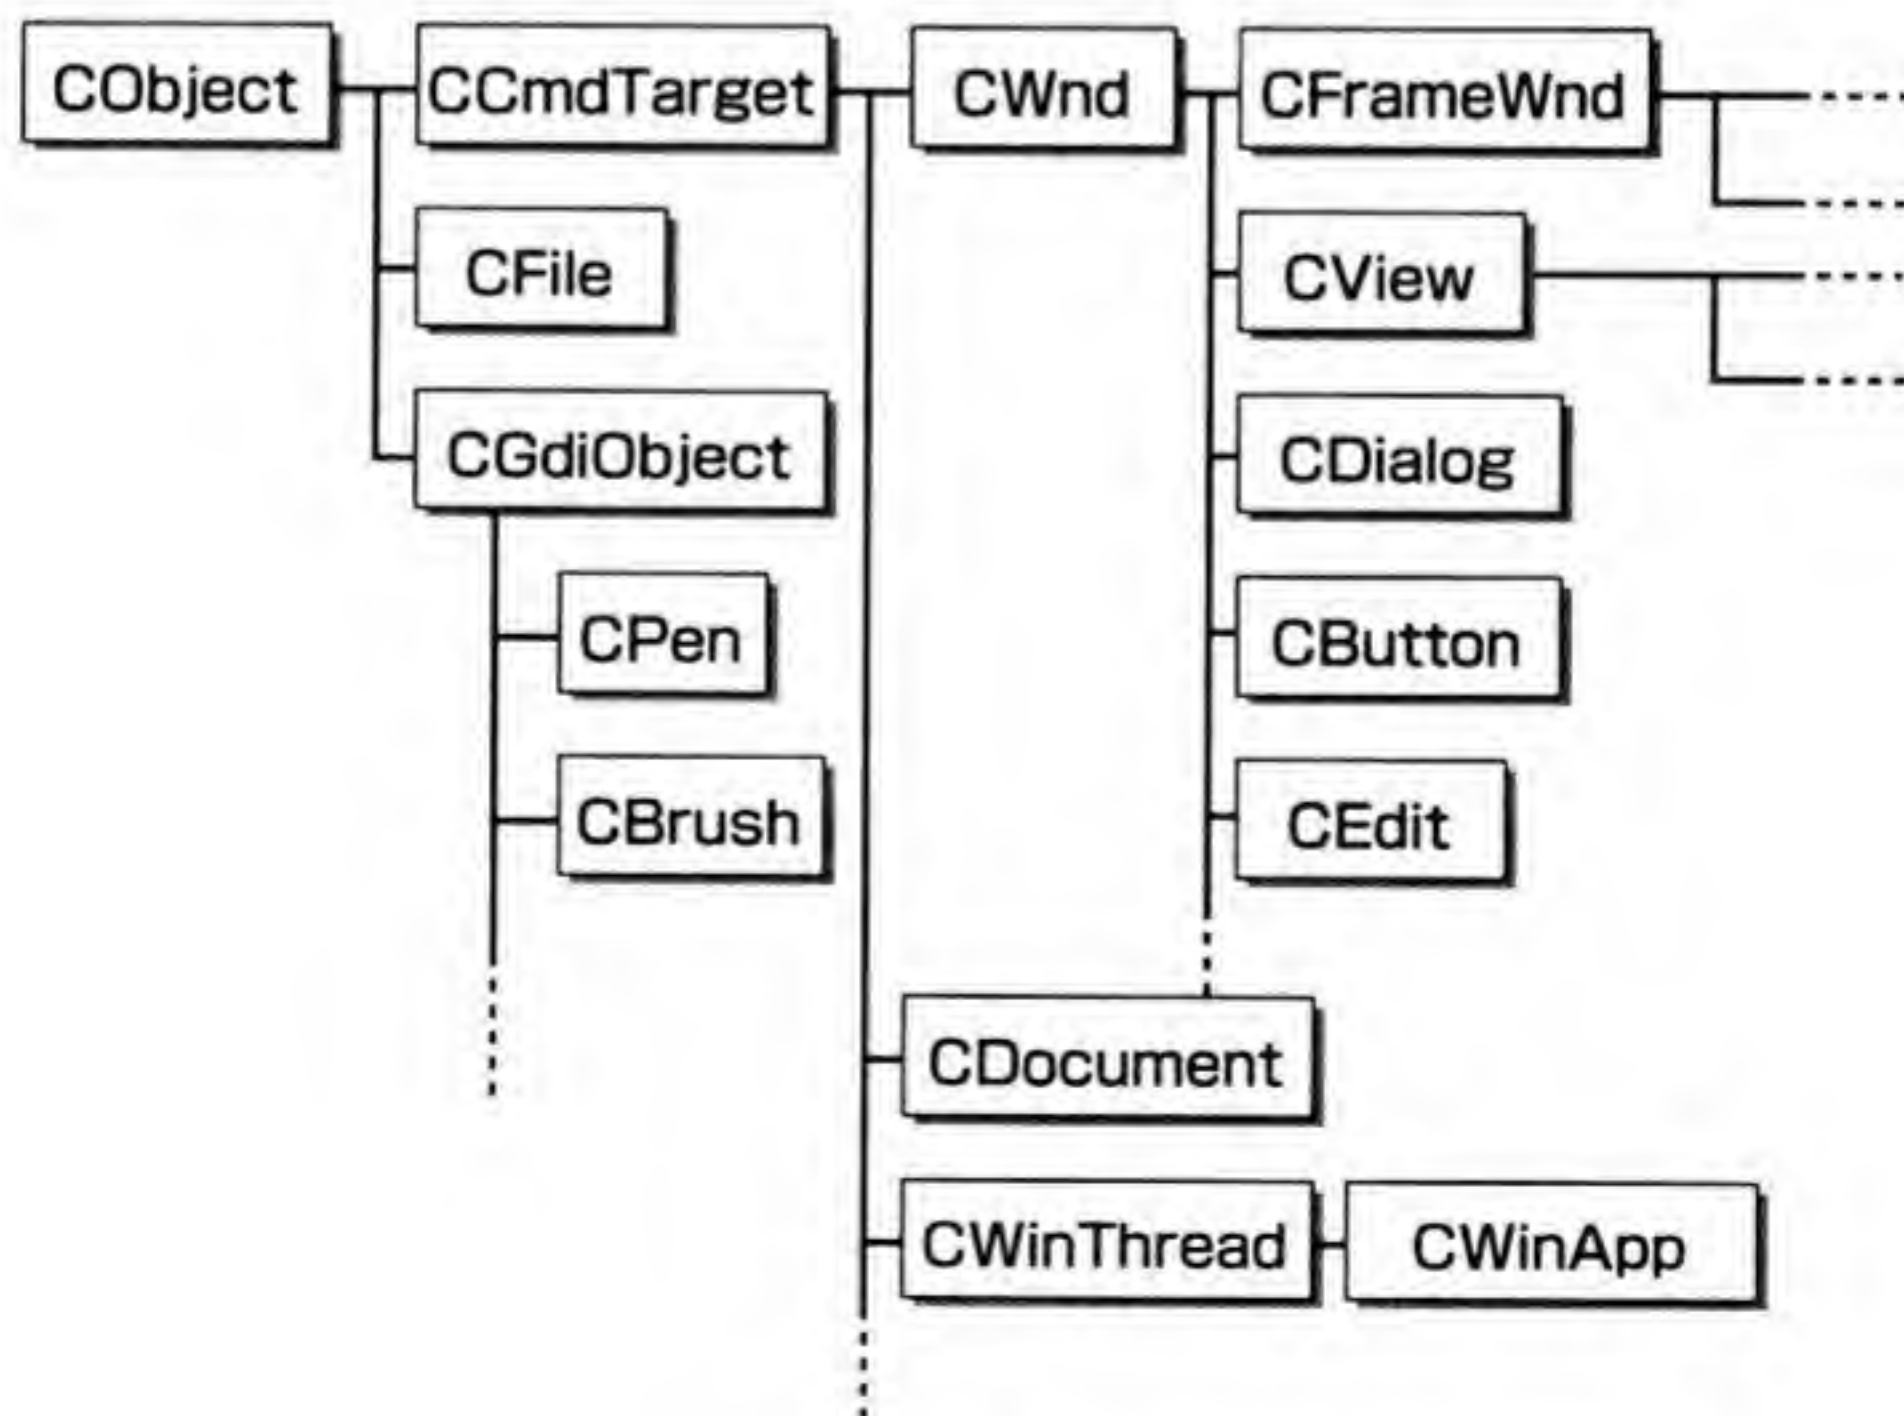 CObject CCmdTarget CWnd CFrameWnd
CFile CView
CGdiObject CDialog
CPen CButton
CBrush CEdit
CDocument
CWinThread CWinApp